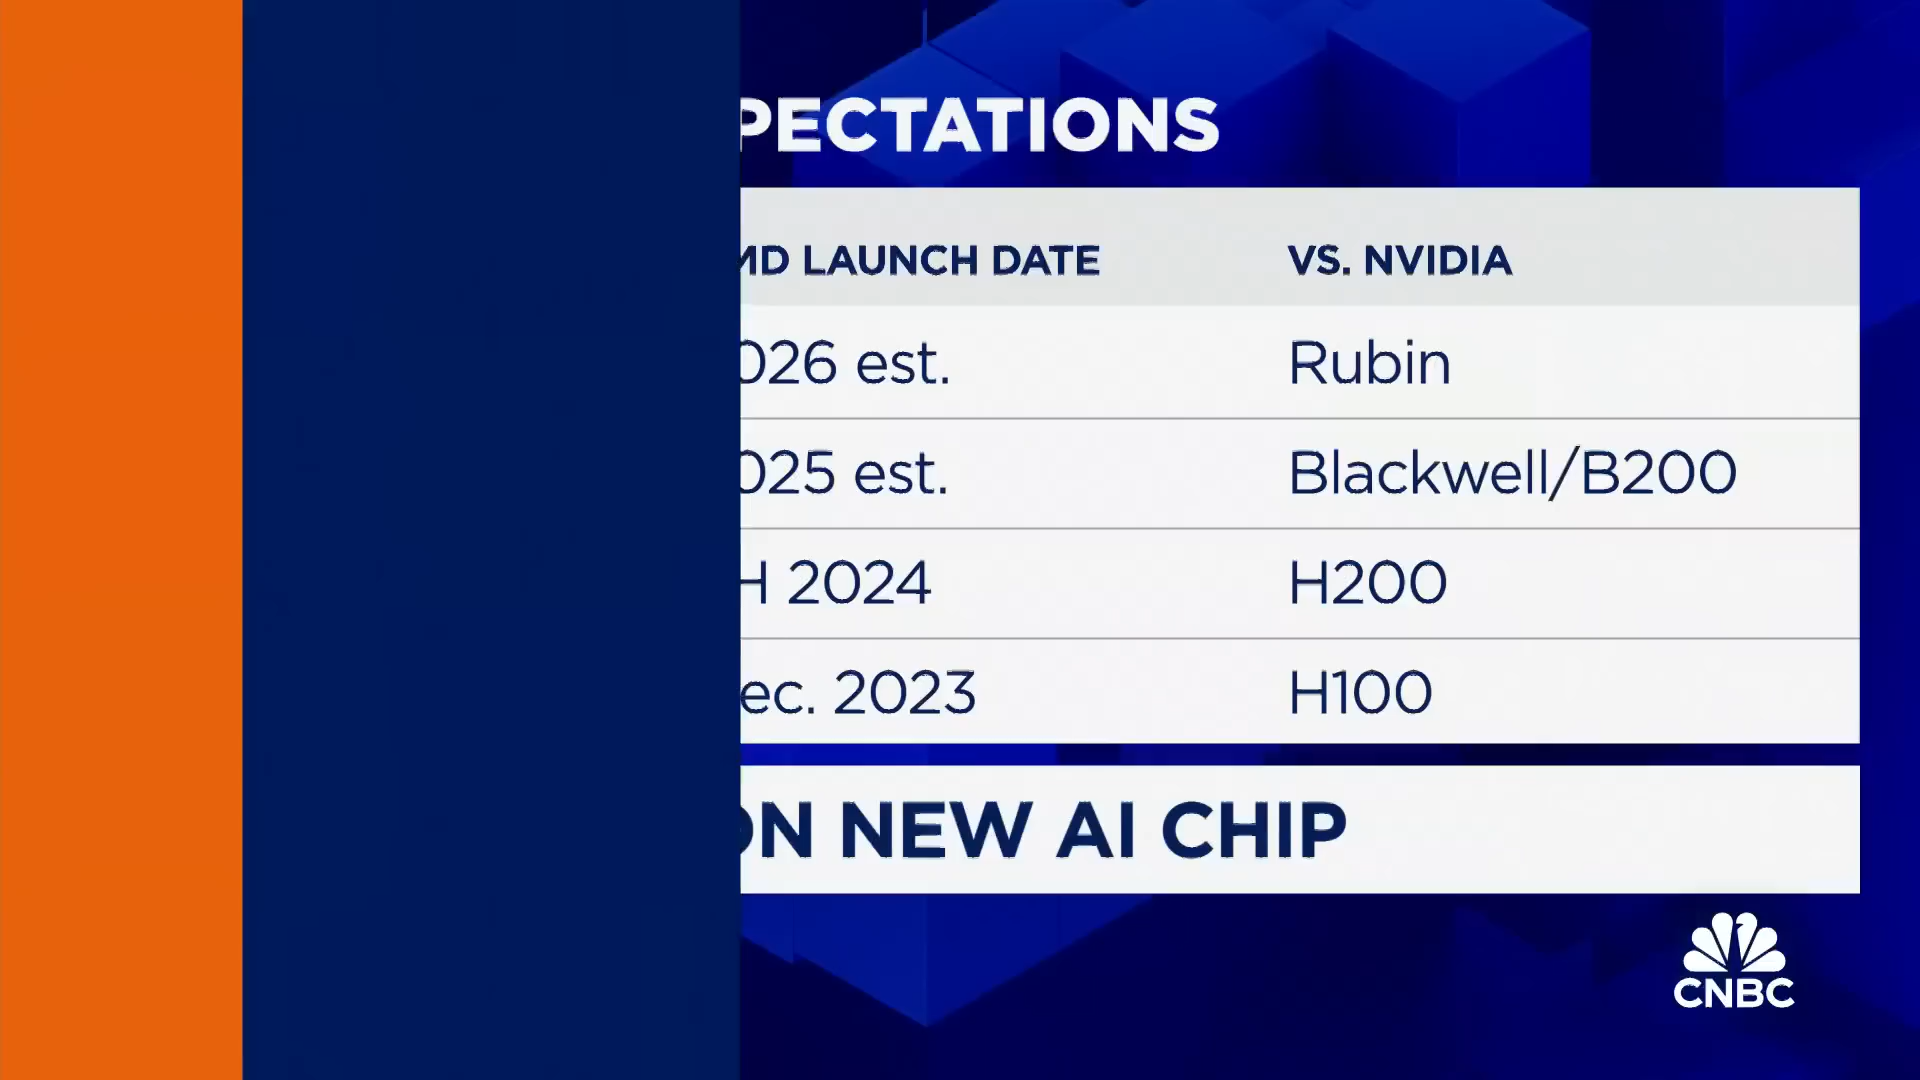 PECTATIONS
MD LAUNCH DATE VS. NVIDIA
026 est. Rubin
025 est. Blackwell/B200
H 2024 H200
ec. 2023 H100
ON NEW AI CHIP
CNBC